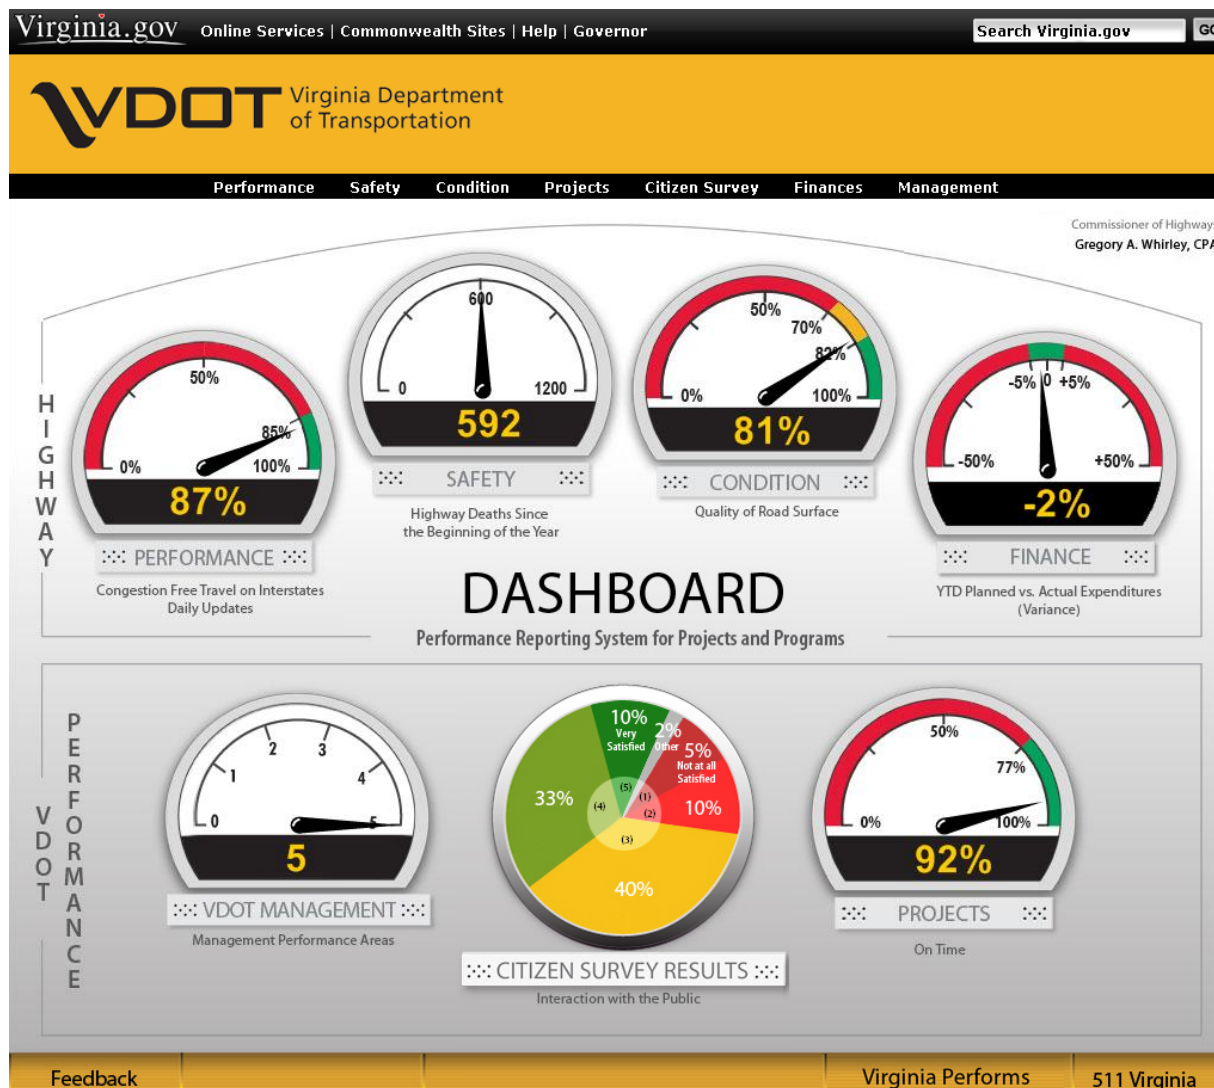 Virginia.gov Online Services | Commonwealth Sites | Help | Governor Search Virginia.gov GO
VDOT Virginia Department
of Transportation
Performance Safety Condition Projects Citizen Survey Finances Management
Commissioner of Highways
Gregory A. Whirley, CPA
HIGHWAY
0%
50%
85%
100%
87%
PERFORMANCE
Congestion Free Travel on Interstates
Daily Updates
0
600
1200
592
SAFETY
Highway Deaths Since
the Beginning of the Year
0%
50%
70%
82%
100%
81%
CONDITION
Quality of Road Surface
-50%
-5% 0 +5%
+50%
-2%
FINANCE
YTD Planned vs. Actual Expenditures
(Variance)
DASHBOARD
Performance Reporting System for Projects and Programs
VDOT
PERFORMANCE
0
1
2
3
4
5
5
VDOT MANAGEMENT
Management Performance Areas
10%
Very
Satisfied
2%
Other
5%
Not at all
Satisfied
10%
33%
40%
(5)
(1)
(4)
(2)
(3)
CITIZEN SURVEY RESULTS
Interaction with the Public
0%
50%
77%
100%
92%
PROJECTS
On Time
Feedback Virginia Performs 511 Virginia